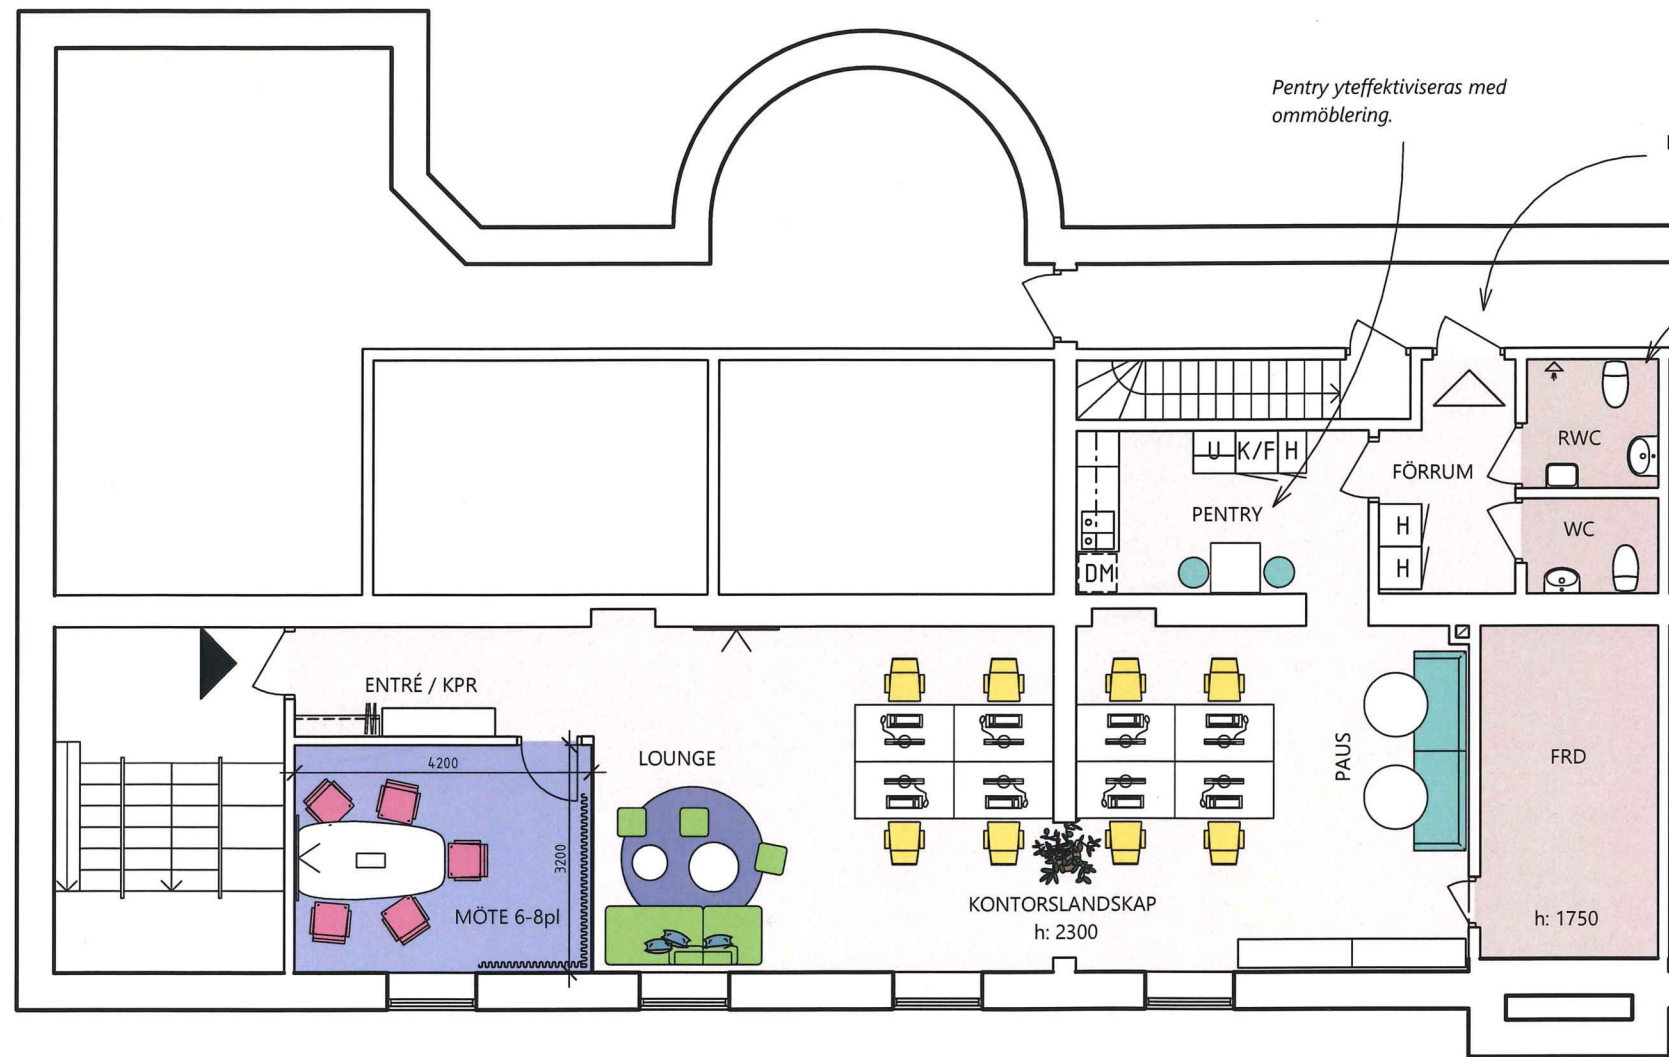 Pentry yteffektiviseras med
ommöblering.
U K/F H
RWC
FÖRRUM
PENTRY
H
WC
H
DM
ENTRÉ / KPR
LOUNGE
4200
PAUS
FRD
3200
MÖTE 6-8pl
KONTORSLANDSKAP
h: 2300
h: 1750